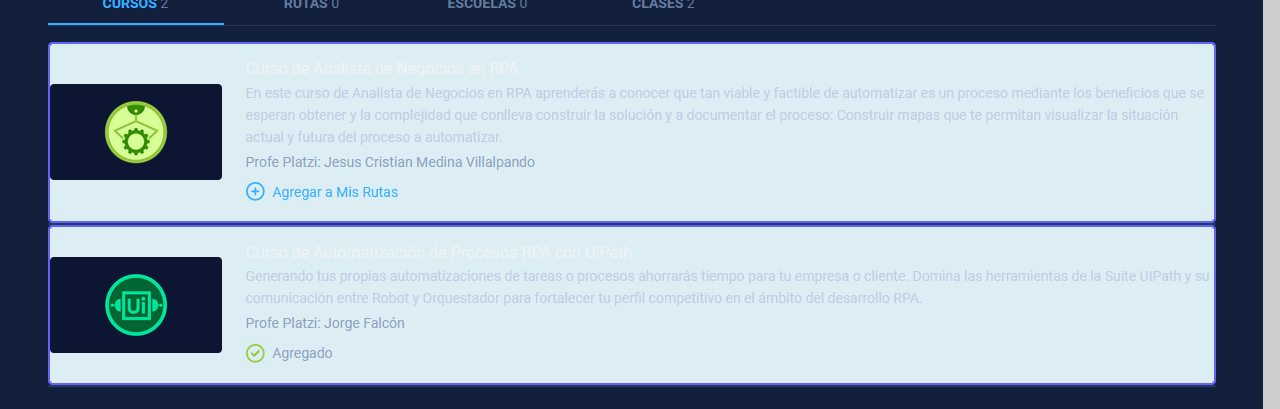 CURSOS 2 RUTAS 0 ESCUELAS 0 CLASES 2
Curso de Analista de Negocios en RPA
En este curso de Analista de Negocios en RPA aprenderás a conocer que tan viable y factible de automatizar es un proceso mediante los beneficios que se
esperan obtener y la complejidad que conlleva construir la solución y a documentar el proceso: Construir mapas que te permitan visualizar la situación
actual y futura del proceso a automatizar.
Profe Platzi: Jesus Cristian Medina Villalpando
Agregar a Mis Rutas
Curso de Automatización de Procesos RPA con UIPath
Ui
Generando tus propias automatizaciones de tareas o procesos ahorrarás tiempo para tu empresa o cliente. Domina las herramientas de la Suite UIPath y su
comunicación entre Robot y Orquestador para fortalecer tu perfil competitivo en el ámbito del desarrollo RPA.
Profe Platzi: Jorge Falcón
Agregado